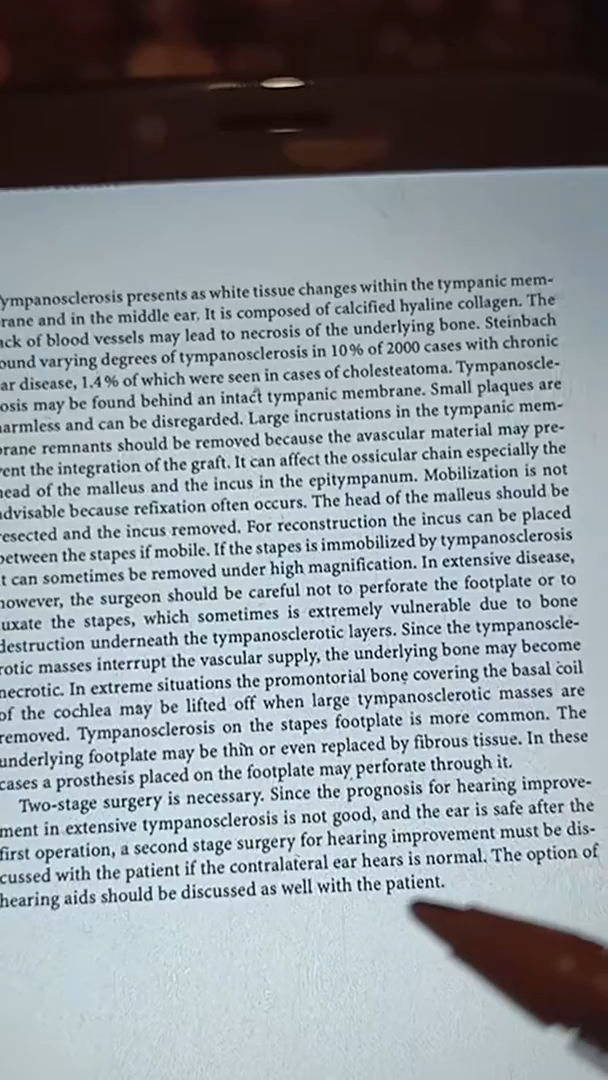 ympanosclerosis presents as white tissue changes within the tympanic mem-
rane and in the middle ear. It is composed of calcified hyaline collagen. The
ack of blood vessels may lead to necrosis of the underlying bone. Steinbach
ound varying degrees of tympanosclerosis in 10% of 2000 cases with chronic
ar disease, 1.4% of which were seen in cases of cholesteatoma. Tympanoscle-
osis may be found behind an intact tympanic membrane. Small plaques are
harmless and can be disregarded. Large incrustations in the tympanic mem-
brane remnants should be removed because the avascular material may pre-
vent the integration of the graft. It can affect the ossicular chain especially the
head of the malleus and the incus in the epitympanum. Mobilization is not
advisable because refixation often occurs. The head of the malleus should be
resected and the incus removed. For reconstruction the incus can be placed
between the stapes if mobile. If the stapes is immobilized by tympanosclerosis
t can sometimes be removed under high magnification. In extensive disease,
however, the surgeon should be careful not to perforate the footplate or to
uxate the stapes, which sometimes is extremely vulnerable due to bone
destruction underneath the tympanosclerotic layers. Since the tympanoscle-
rotic masses interrupt the vascular supply, the underlying bone may become
necrotic. In extreme situations the promontorial bone covering the basal coil
of the cochlea may be lifted off when large tympanosclerotic masses are
removed. Tympanosclerosis on the stapes footplate is more common. The
underlying footplate may be thin or even replaced by fibrous tissue. In these
cases a prosthesis placed on the footplate may perforate through it.
Two-stage surgery is necessary. Since the prognosis for hearing improve-
ment in extensive tympanosclerosis is not good, and the ear is safe after the
first operation, a second stage surgery for hearing improvement must be dis-
cussed with the patient if the contralateral ear hears is normal. The option of
hearing aids should be discussed as well with the patient.